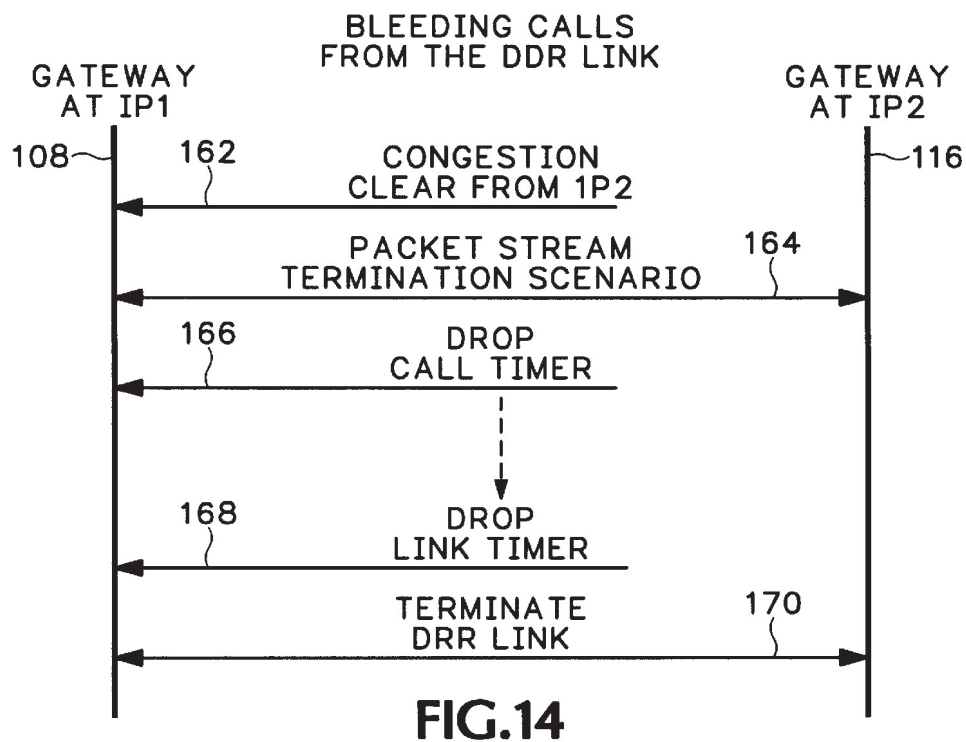 BLEEDING CALLS
FROM THE DDR LINK
GATEWAY
AT IP1
GATEWAY
AT IP2
108
116
162
CONGESTION
CLEAR FROM 1P2
PACKET STREAM
TERMINATION SCENARIO
164
166
DROP
CALL TIMER
168
DROP
LINK TIMER
TERMINATE
DRR LINK
170
FIG.14